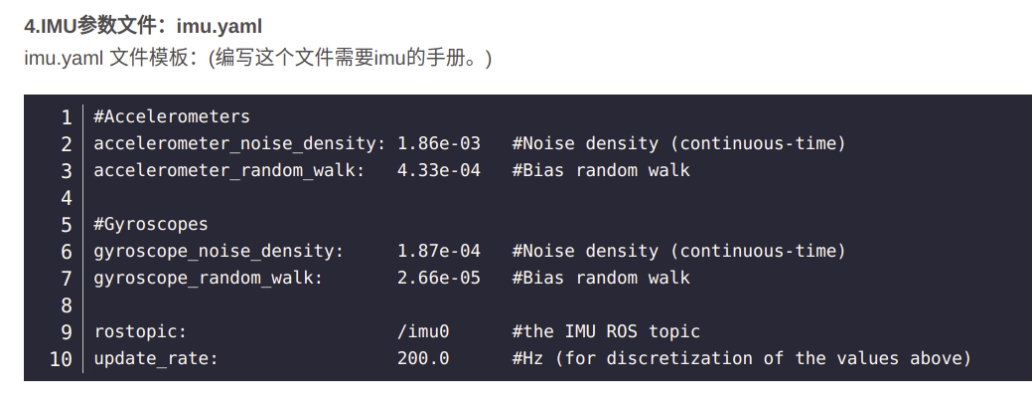 4.IMU参数文件：imu.yaml
imu.yaml 文件模板：(编写这个文件需要imu的手册。)
1 #Accelerometers
2 accelerometer_noise_density: 1.86e-03 #Noise density (continuous-time)
3 accelerometer_random_walk: 4.33e-04 #Bias random walk
4
5 #Gyroscopes
6 gyroscope_noise_density: 1.87e-04 #Noise density (continuous-time)
7 gyroscope_random_walk: 2.66e-05 #Bias random walk
8
9 rostopic: /imu0 #the IMU ROS topic
10 update_rate: 200.0 #Hz (for discretization of the values above)